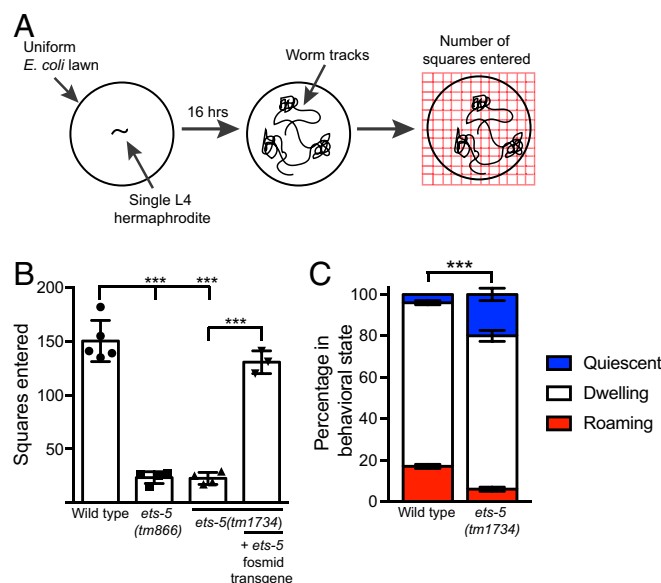 A
Uniform
E. coli lawn
16 hrs
Single L4
hermaphrodite
Worm tracks
Number of
squares entered
B
Squares entered
200
150
100
50
***
***
***
Wild type
ets-5
(tm866)
ets-5(tm1734)
+ ets-5
fosmid
transgene
C
Percentage in
behavioral state
100
80
60
40
20
0
***
Wild type
ets-5
(tm1734)
Quiescent
Dwelling
Roaming